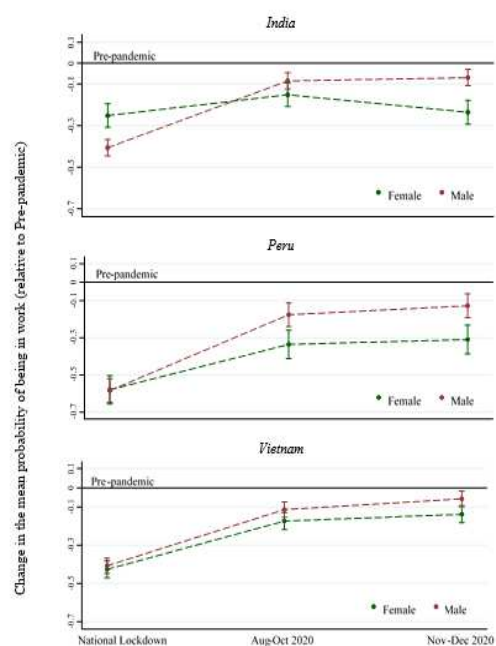 Change in the mean probability of being in work (relative to Pre-pandemic)
India
0.1
Pre-pandemic
0
-0.1
-0.3
-0.5
-0.7
Female Male
Peru
0.1
Pre-pandemic
0
-0.1
-0.3
-0.5
-0.7
Female Male
Vietnam
0.1
Pre-pandemic
0
-0.1
-0.3
-0.5
-0.7
Female Male
National Lockdown Aug-Oct 2020 Nov-Dec 2020